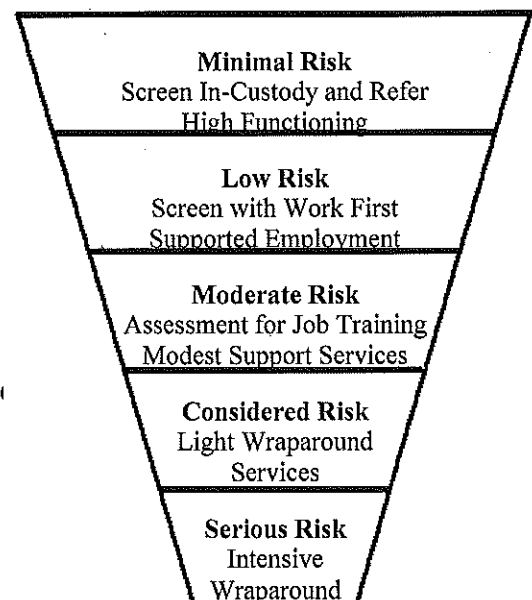 Minimal Risk
Screen In-Custody and Refer
High Functioning
Low Risk
Screen with Work First
Supported Employment
Moderate Risk
Assessment for Job Training
Modest Support Services
Considered Risk
Light Wraparound
Services
Serious Risk
Intensive
Wraparound